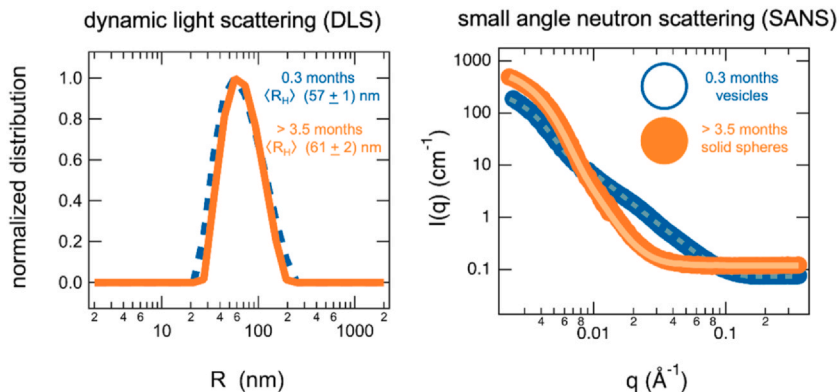 dynamic light scattering (DLS)
normalized distribution
1.0
0.8
0.6
0.4
0.2
0.0
0.3 months
⟨R_H⟩ (57 ± 1) nm
> 3.5 months
⟨R_H⟩ (61 ± 2) nm
2 4 6 2 4 6 2 4 6 2
10 100 1000
R (nm)
small angle neutron scattering (SANS)
I(q) (cm⁻¹)
1000
100
10
1
0.1
0.3 months
vesicles
> 3.5 months
solid spheres
4 6 8 2 4 6 8 2
0.01 0.1
q (Å⁻¹)